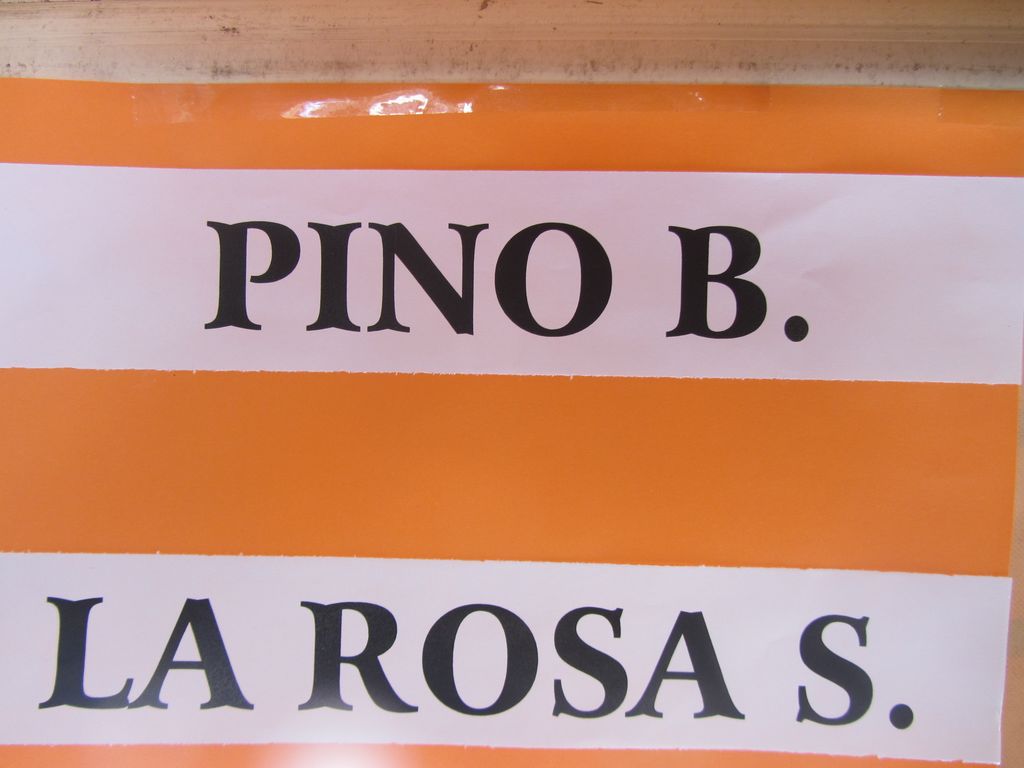 PINO B.
LA ROSA S.